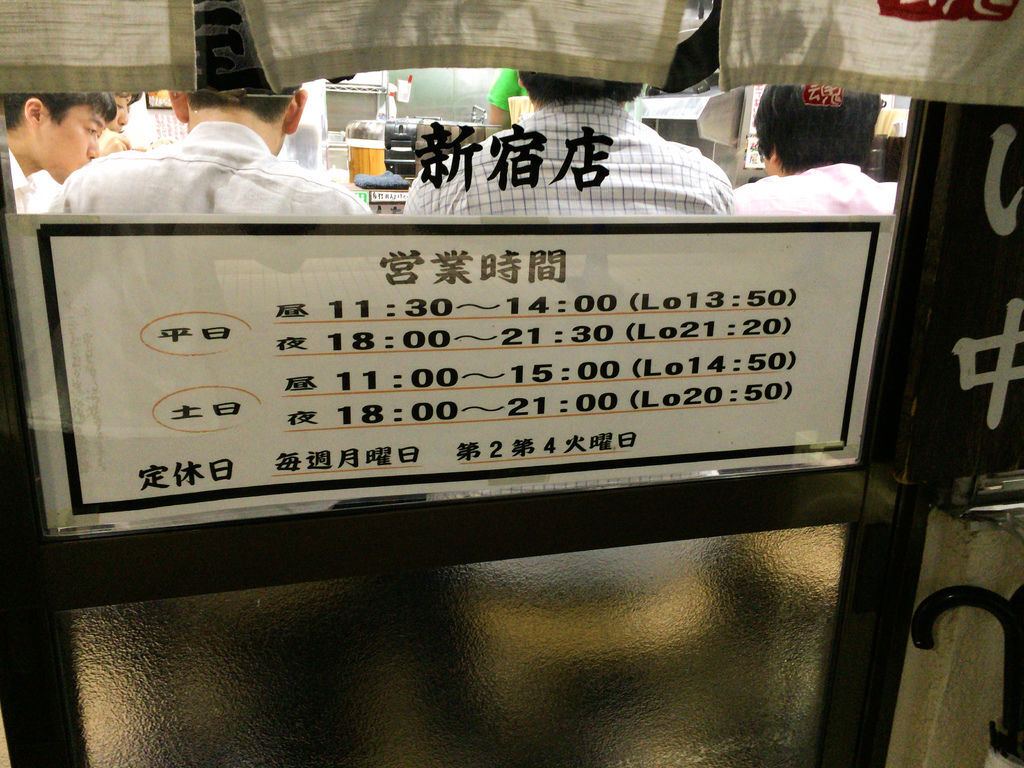 新宿店
営業時間
平日
昼 11:30～14:00(Lo13:50)
夜 18:00～21:30(Lo21:20)
土日
昼 11:00～15:00(Lo14:50)
夜 18:00～21:00(Lo20:50)
定休日 毎週月曜日 第2第4火曜日
い中